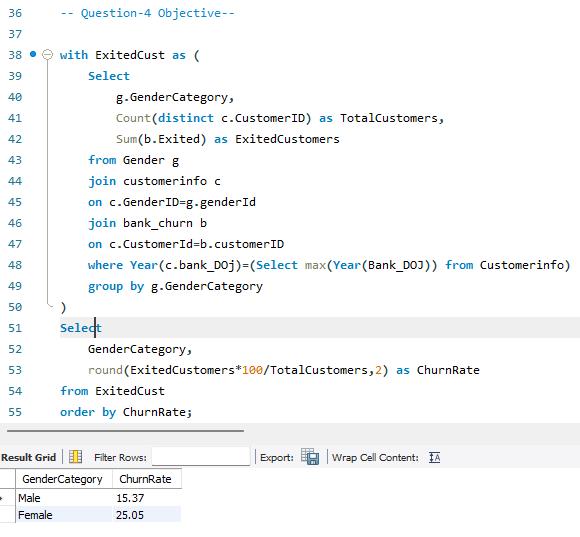 36 -- Question-4 Objective--
37
38 with ExitedCust as (
39 Select
40 g.GenderCategory,
41 Count(distinct c.CustomerID) as TotalCustomers,
42 Sum(b.Exited) as ExitedCustomers
43 from Gender g
44 join customerinfo c
45 on c.GenderID=g.genderId
46 join bank_churn b
47 on c.CustomerId=b.customerID
48 where Year(c.bank_DOj)=(Select max(Year(Bank_DOJ)) from Customerinfo)
49 group by g.GenderCategory
50 )
51 Select
52 GenderCategory,
53 round(ExitedCustomers*100/TotalCustomers,2) as ChurnRate
54 from ExitedCust
55 order by ChurnRate;
Result Grid Filter Rows: Export: Wrap Cell Content:
GenderCategory ChurnRate
Male 15.37
Female 25.05